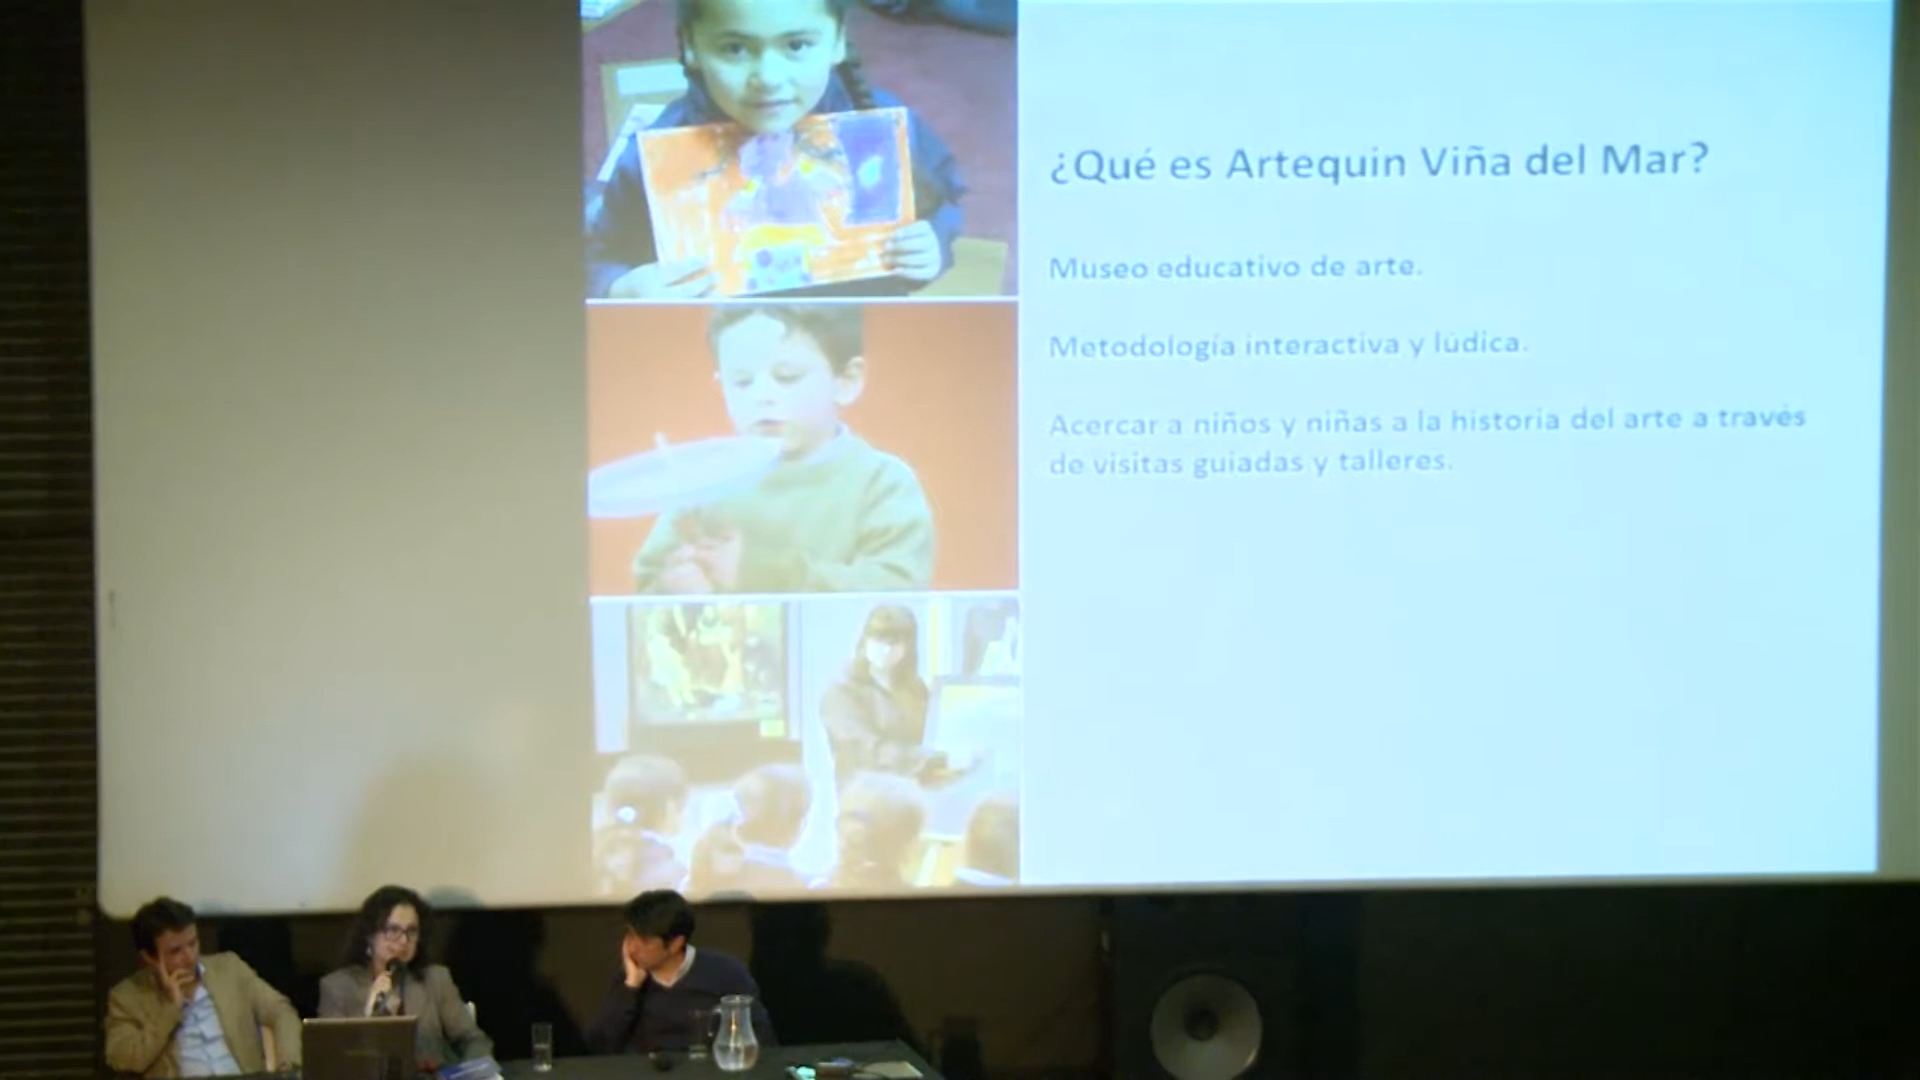 ¿Qué es Artequin Viña del Mar?
Museo educativo de arte.
Metodología interactiva y lúdica.
Acercar a niños y niñas a la historia del arte a través
de visitas guiadas y talleres.